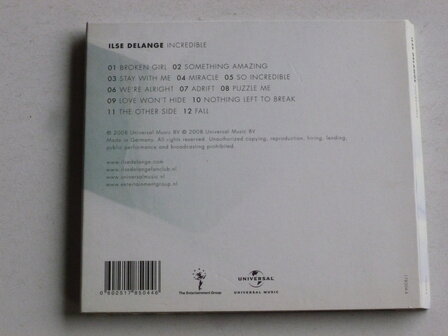 ILSE DELANGE INCREDIBLE
01 BROKEN GIRL 02 SOMETHING AMAZING
03 STAY WITH ME 04 MIRACLE 05 SO INCREDIBLE
06 WE'RE ALRIGHT 07 ADRIFT 08 PUZZLE ME
09 LOVE WON'T HIDE 10 NOTHING LEFT TO BREAK
11 THE OTHER SIDE 12 FALL
℗ 2008 Universal Music BV © 2008 Universal Music BV
Made in Germany. All rights reserved. Unauthorized copying, reproduction, hiring, lending,
public performance and broadcasting prohibited.
www.ilsedelange.com
www.ilsedelangefanclub.nl
www.universalmusic.nl
www.entertainmentgroup.nl
0 602517 850446
The Entertainment Group
UNIVERSAL
UNIVERSAL MUSIC